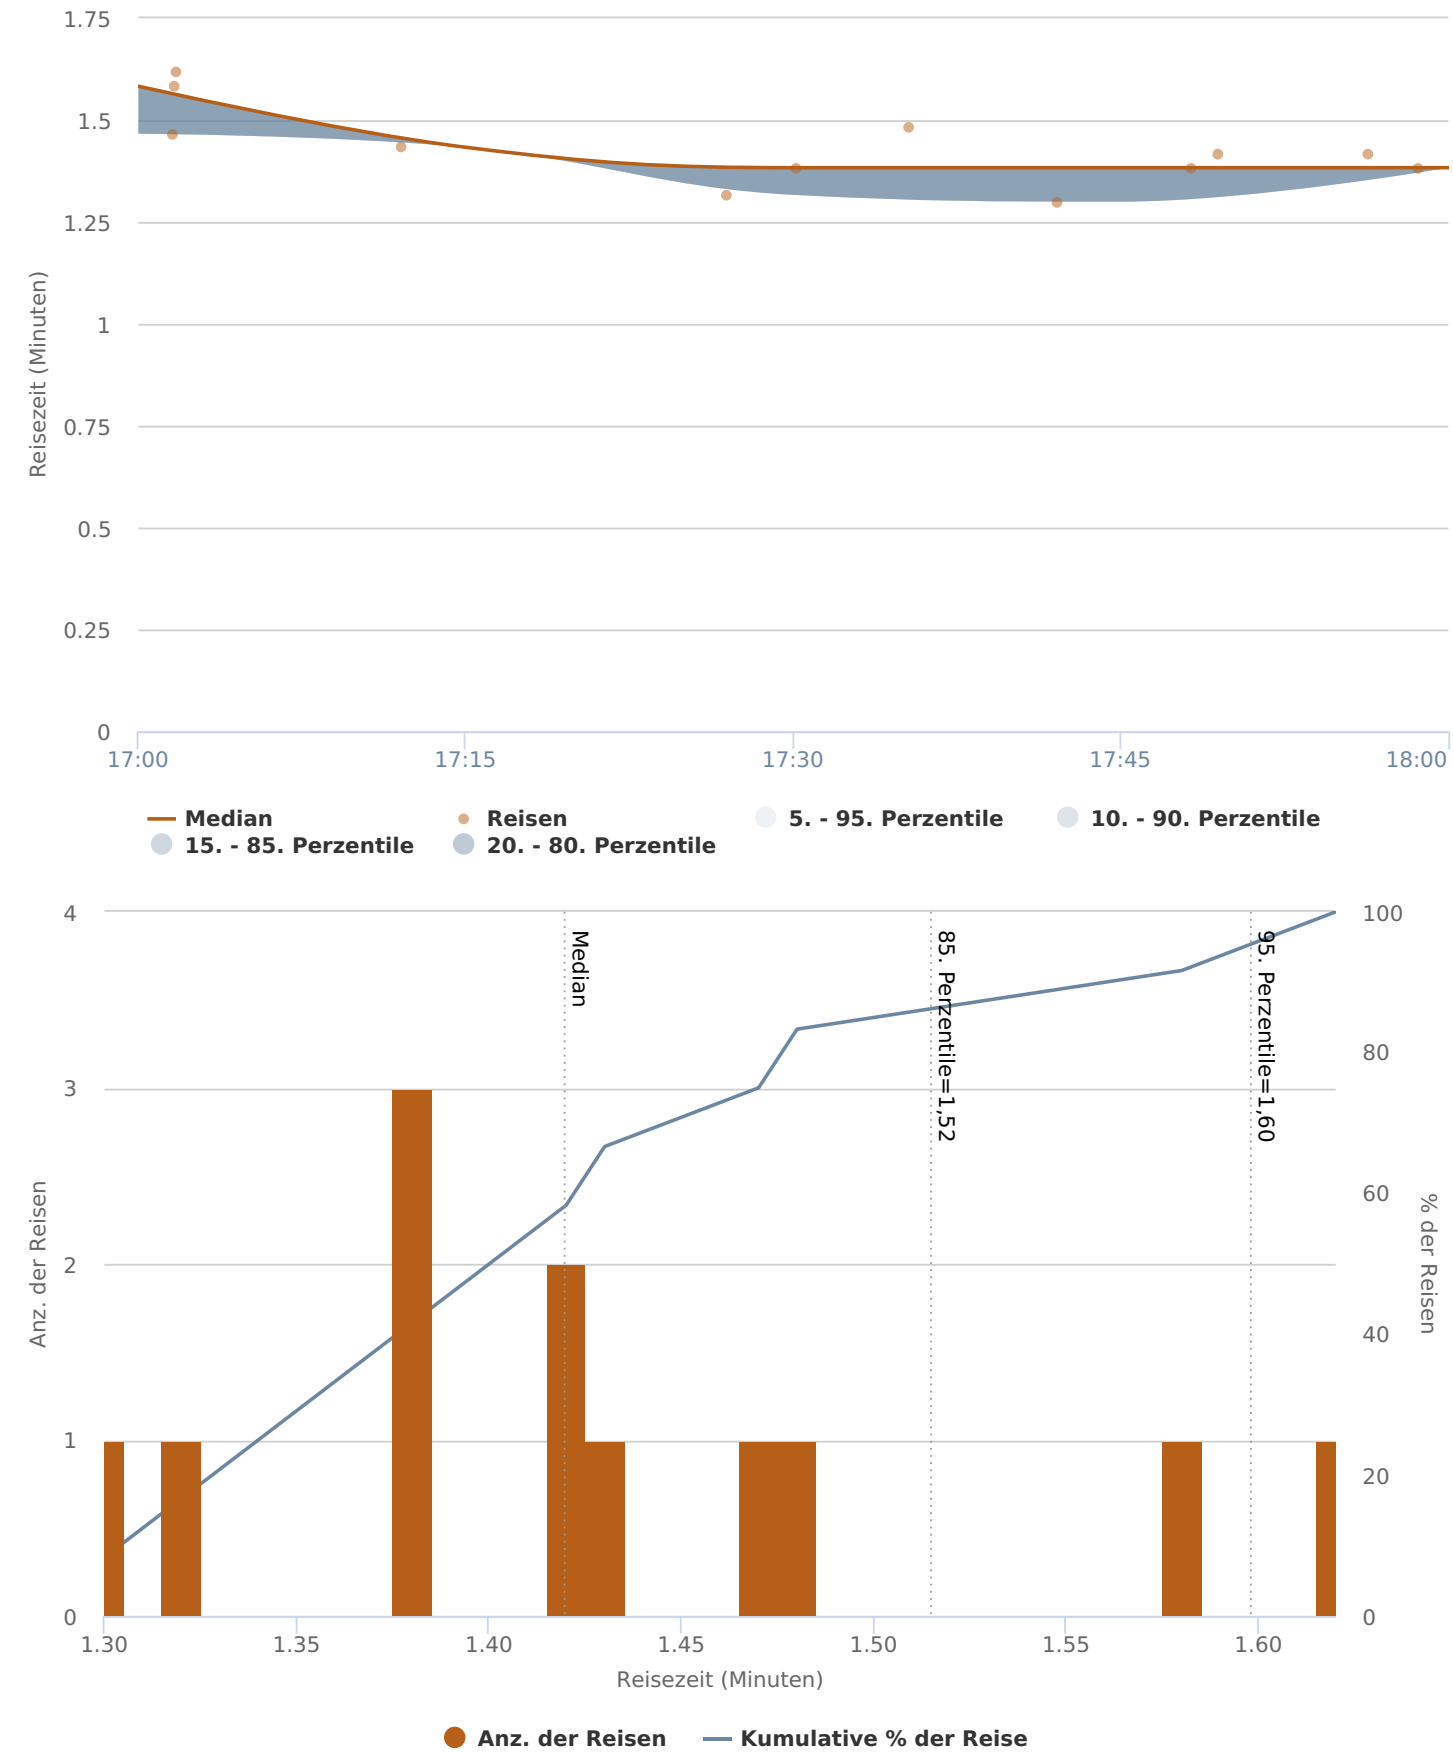 1.75
1.5
1.25
1
0.75
0.5
0.25
0
Reisezeit (Minuten)
17:00 17:15 17:30 17:45 18:00
Median Reisen 5. - 95. Perzentile 10. - 90. Perzentile
15. - 85. Perzentile 20. - 80. Perzentile
4
3
2
1
0
Anz. der Reisen
Median
85. Perzentile=1,52
95. Perzentile=1,60
100
80
60
40
20
0
% der Reisen
1.30 1.35 1.40 1.45 1.50 1.55 1.60
Reisezeit (Minuten)
Anz. der Reisen Kumulative % der Reise